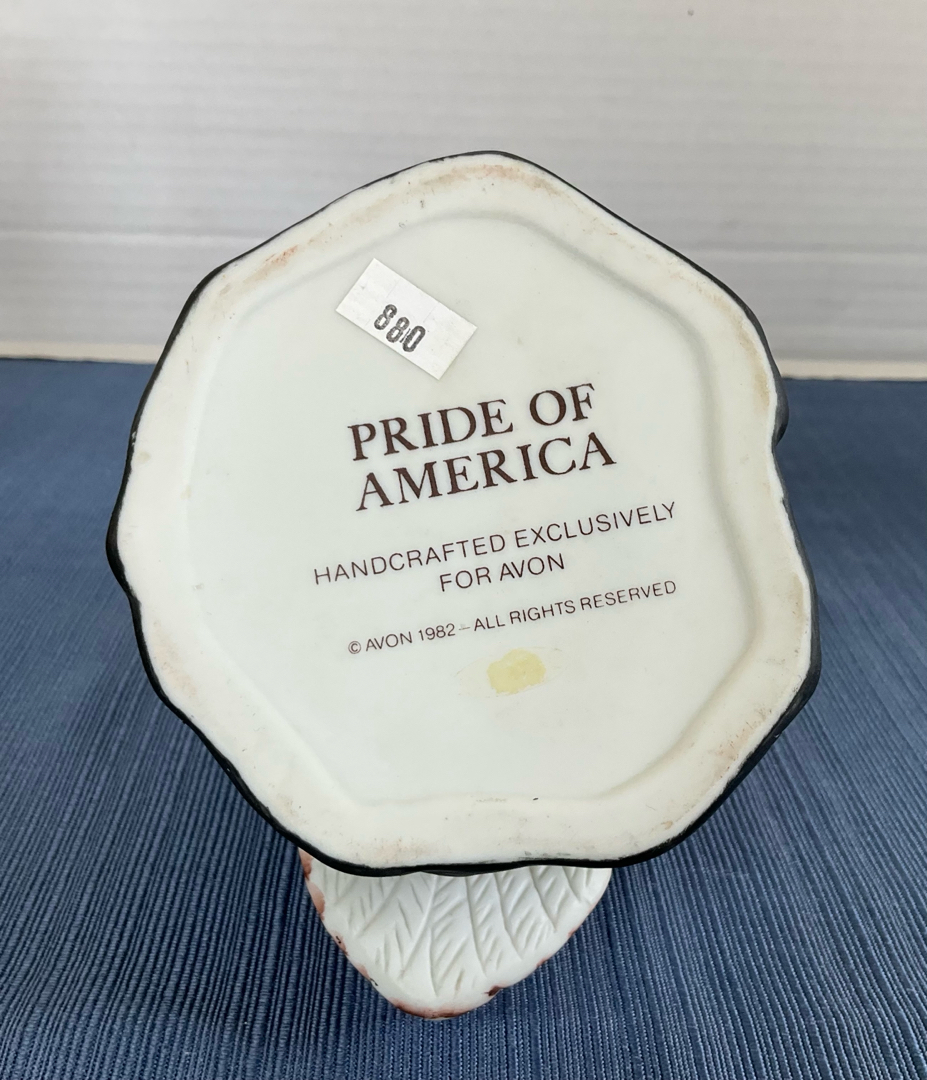 880
PRIDE OF
AMERICA
HANDCRAFTED EXCLUSIVELY
FOR AVON
© AVON 1982 – ALL RIGHTS RESERVED